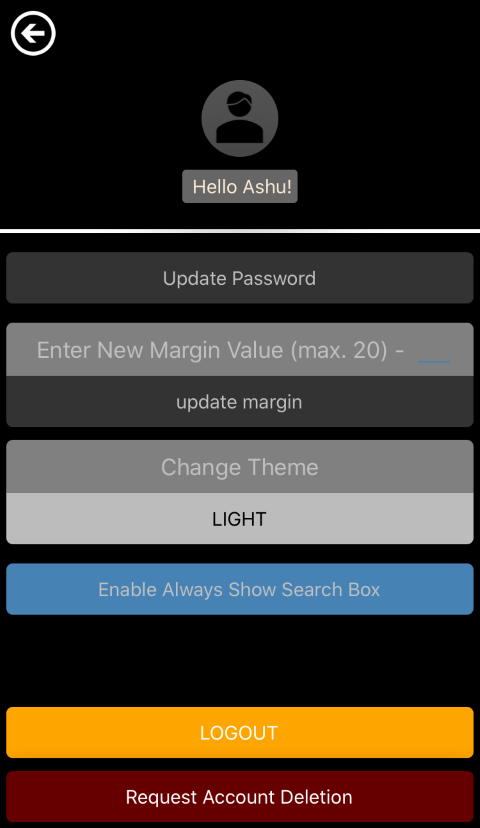 Hello Ashu!
Update Password
Enter New Margin Value (max. 20) - ___
update margin
Change Theme
LIGHT
Enable Always Show Search Box
LOGOUT
Request Account Deletion